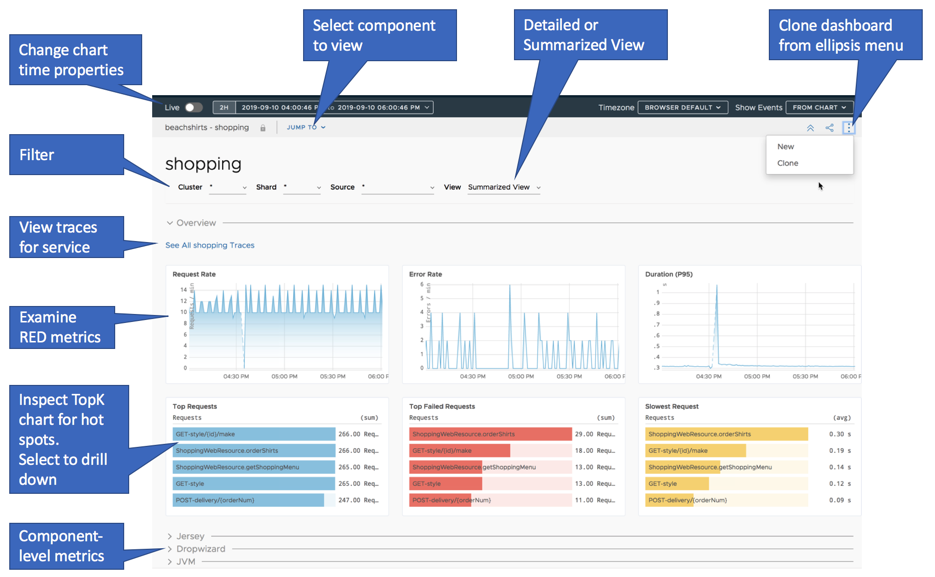 Select component
to view
Detailed or
Summarized View
Clone dashboard
from ellipsis menu
Change chart
time properties
Live 2H 2019-09-10 04:00:46 P to 2019-09-10 06:00:46 PM Timezone BROWSER DEFAULT Show Events FROM CHART
beachshirts - shopping JUMP TO
New
Clone
Filter
shopping
Cluster * Shard * Source * View Summarized View
View traces
for service
Overview
See All shopping Traces
Examine
RED metrics
Request Rate
Requests / min
14
12
10
8
6
4
2
0
04:30 PM 05:00 PM 05:30 PM 06:00 F
Error Rate
Errors / min
6
5
4
3
2
1
0
04:30 PM 05:00 PM 05:30 PM 06:00 F
Duration (P95)
1
.9
.8
.7
.6
.5
.4
.3
04:30 PM 05:00 PM 05:30 PM 06:00 F
Inspect TopK
chart for hot
spots.
Select to drill
down
Top Requests
Requests (sum)
GET-style/{id}/make 266.00 Req…
ShoppingWebResource.orderShirts 266.00 Req…
ShoppingWebResource.getShoppingMenu 265.00 Req…
GET-style 265.00 Req…
POST-delivery/{orderNum} 247.00 Req…
Top Failed Requests
Requests (sum)
ShoppingWebResource.orderShirts 29.00 Requ…
GET-style/{id}/make 18.00 Requ…
ShoppingWebResource.getShoppingMenu 13.00 Requ…
GET-style 13.00 Requ…
POST-delivery/{orderNum} 11.00 Requ…
Slowest Request
Requests (avg)
ShoppingWebResource.orderShirts 0.30 s
GET-style/{id}/make 0.19 s
ShoppingWebResource.getShoppingMenu 0.14 s
GET-style 0.12 s
POST-delivery/{orderNum} 0.09 s
Component-
level metrics
Jersey
Dropwizard
JVM